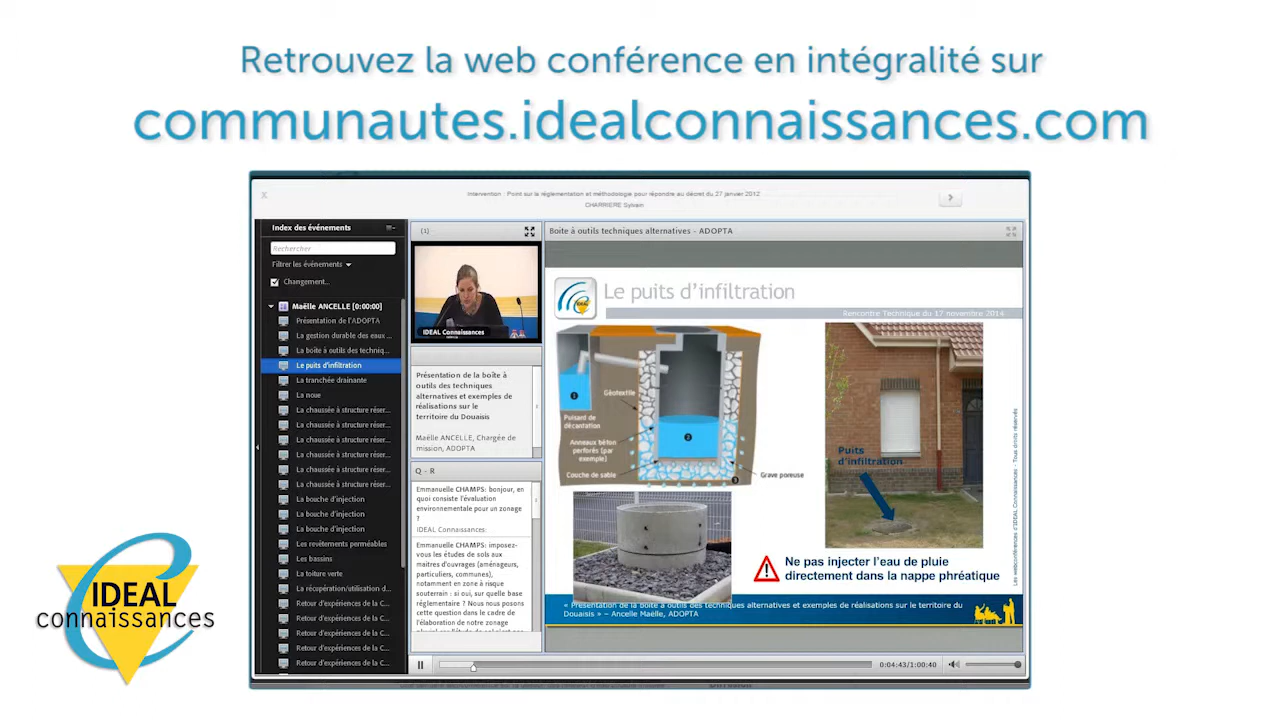 Retrouvez la web conférence en intégralité sur
communautes.idealconnaissances.com
X
Intervention : Point sur la réglementation et méthodologie pour répondre au décret du 27 janvier 2012
CHARRIERE Sylvain
Index des événements
Rechercher
Filtrer les événements
Changement...
Maëlle ANCELLE [0:00:00]
Présentation de l'ADOPTA
La gestion durable des eaux ...
La boîte à outils des techniq...
Le puits d'infiltration
La tranchée drainante
La noue
La chaussée à structure réser...
La chaussée à structure réser...
La chaussée à structure réser...
La chaussée à structure réser...
La chaussée à structure réser...
La chaussée à structure réser...
La bouche d'injection
La bouche d'injection
La bouche d'injection
Les revêtements perméables
Les bassins
La toiture verte
La récupération/utilisation d...
Retour d'expériences de la C...
Retour d'expériences de la C...
Retour d'expériences de la C...
Retour d'expériences de la C...
Retour d'expériences de la C...
(1)
IDEAL Connaissances
Présentation de la boîte à
outils des techniques
alternatives et exemples de
réalisations sur le
territoire du Douaisis
Maëlle ANCELLE, Chargée de
mission, ADOPTA
Q - R
Emmanuelle CHAMPS: bonjour, en
quoi consiste l'évaluation
environnementale pour un zonage
?
IDEAL Connaissances:
Emmanuelle CHAMPS: imposez-
vous les études de sols aux
maitres d'ouvrages (aménageurs,
particuliers, communes),
notamment en zone à risque
souterrain : si oui, sur quelle base
réglementaire ? Nous nous posons
cette question dans le cadre de
l'élaboration de notre zonage
Boite à outils techniques alternatives - ADOPTA
Le puits d'infiltration
Rencontre Technique du 17 novembre 2014
1
Géotextile
Puisard de
décantation
2
Anneaux béton
perforés (par
exemple)
Couche de sable
3
Grave poreuse
Puits
d'infiltration
Ne pas injecter l'eau de pluie
directement dans la nappe phréatique
Les webconférences d'IDEAL Connaissances - Tous droits réservés
« Présentation de la boîte à outils des techniques alternatives et exemples de réalisations sur le territoire du
Douaisis » – Ancelle Maëlle, ADOPTA
0:04:43/1:00:40
IDEAL
connaissances